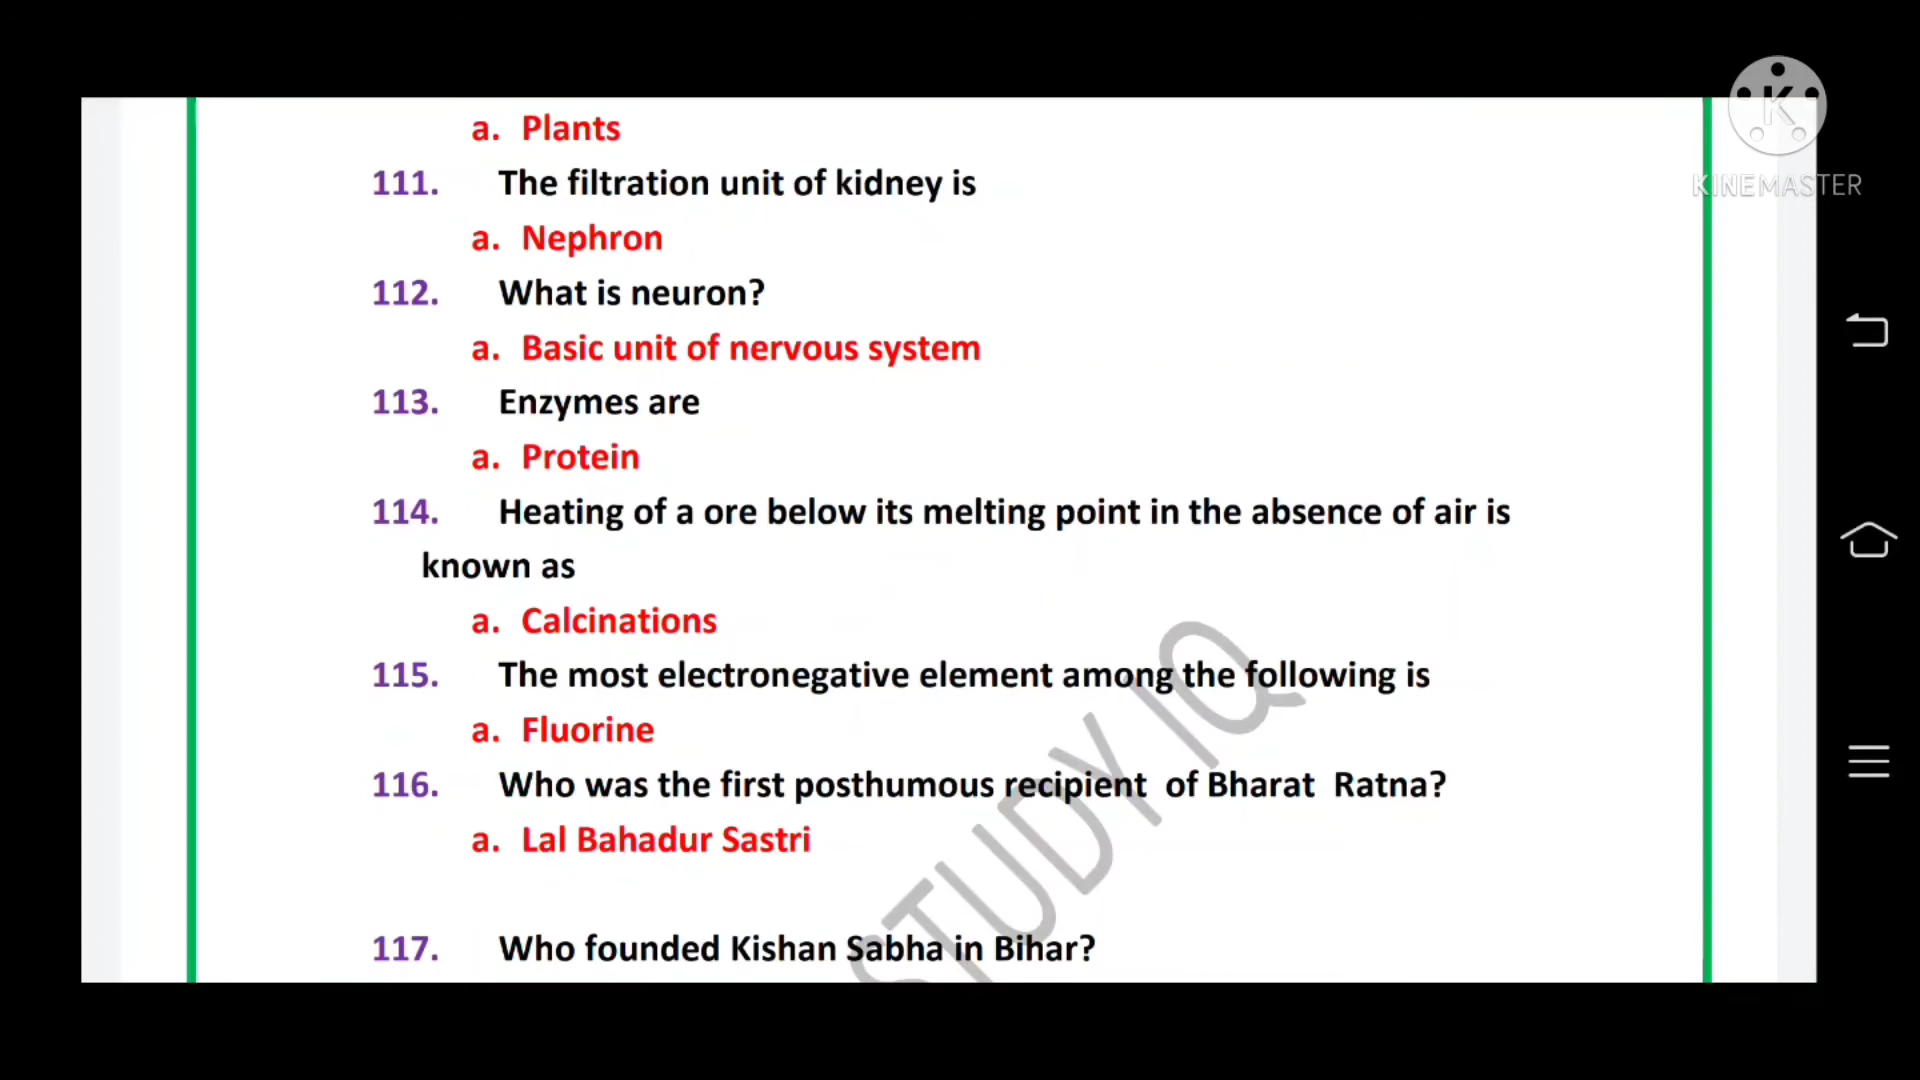 a. Plants
111. The filtration unit of kidney is
a. Nephron
112. What is neuron?
a. Basic unit of nervous system
113. Enzymes are
a. Protein
114. Heating of a ore below its melting point in the absence of air is
known as
a. Calcinations
115. The most electronegative element among the following is
a. Fluorine
116. Who was the first posthumous recipient of Bharat Ratna?
a. Lal Bahadur Sastri
117. Who founded Kishan Sabha in Bihar?
STUDY IQ
K
KINEMASTER